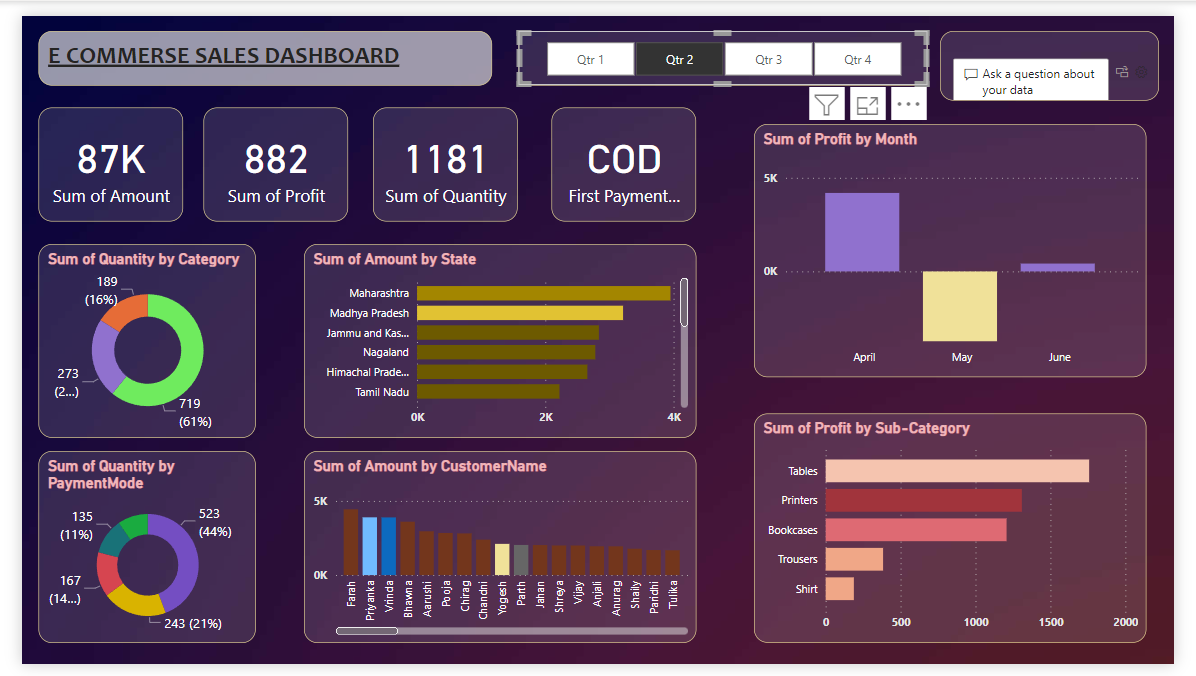 E COMMERSE SALES DASHBOARD
Qtr 1
Qtr 2
Qtr 3
Qtr 4
Ask a question about
your data
87K
Sum of Amount
882
Sum of Profit
1181
Sum of Quantity
COD
First Payment...
Sum of Profit by Month
5K
0K
April
May
June
Sum of Quantity by Category
189
(16%)
273
(2...)
719
(61%)
Sum of Amount by State
Maharashtra
Madhya Pradesh
Jammu and Kas...
Nagaland
Himachal Prade...
Tamil Nadu
0K
2K
4K
Sum of Profit by Sub-Category
Tables
Printers
Bookcases
Trousers
Shirt
0
500
1000
1500
2000
Sum of Quantity by
PaymentMode
135
(11%)
523
(44%)
167
(14...)
243 (21%)
Sum of Amount by CustomerName
5K
0K
Farah
Priyanka
Vrinda
Bhawna
Aarushi
Pooja
Chirag
Chandni
Yogesh
Parth
Jahan
Shreya
Vijay
Anjali
Anurag
Shaily
Paridhi
Tulika